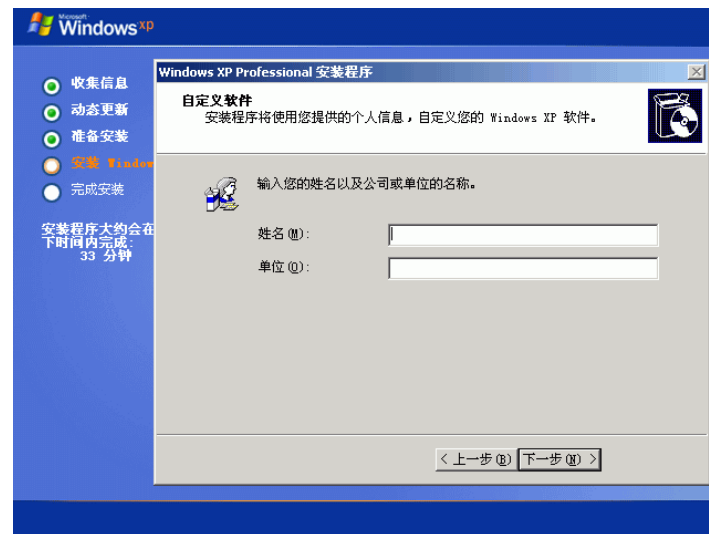 Microsoft
Windows xp
收集信息
动态更新
准备安装
安装 Window
完成安装
安装程序大约会在
下时间内完成:
33 分钟
Windows XP Professional 安装程序
自定义软件
安装程序将使用您提供的个人信息，自定义您的 Windows XP 软件。
输入您的姓名以及公司或单位的名称。
姓名(M):
单位(O):
< 上一步(B)
下一步(N) >